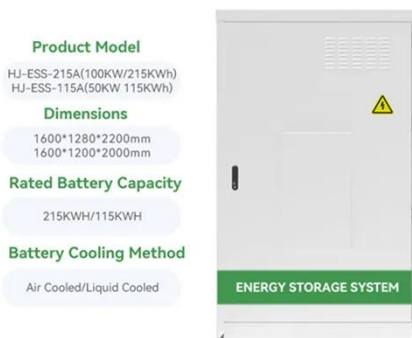 Product Model
HJ-ESS-215A(100KW/215KWh)
HJ-ESS-115A(50KW 115KWh)
Dimensions
1600*1280*2200mm
1600*1200*2000mm
Rated Battery Capacity
215KWH/115KWH
Battery Cooling Method
Air Cooled/Liquid Cooled
ENERGY STORAGE SYSTEM